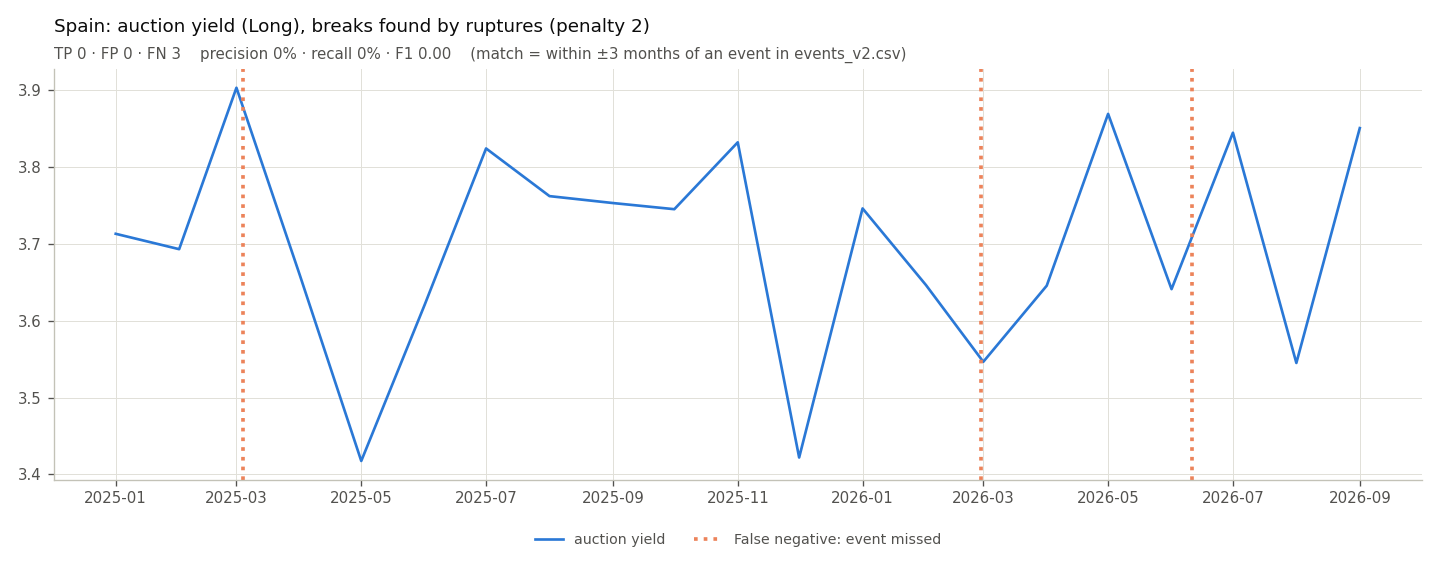 Spain: auction yield (Long), breaks found by ruptures (penalty 2)
TP 0 · FP 0 · FN 3    precision 0% · recall 0% · F1 0.00    (match = within ±3 months of an event in events_v2.csv)
3.9
3.8
3.7
3.6
3.5
3.4
2025-01 2025-03 2025-05 2025-07 2025-09 2025-11 2026-01 2026-03 2026-05 2026-07 2026-09
auction yield    False negative: event missed